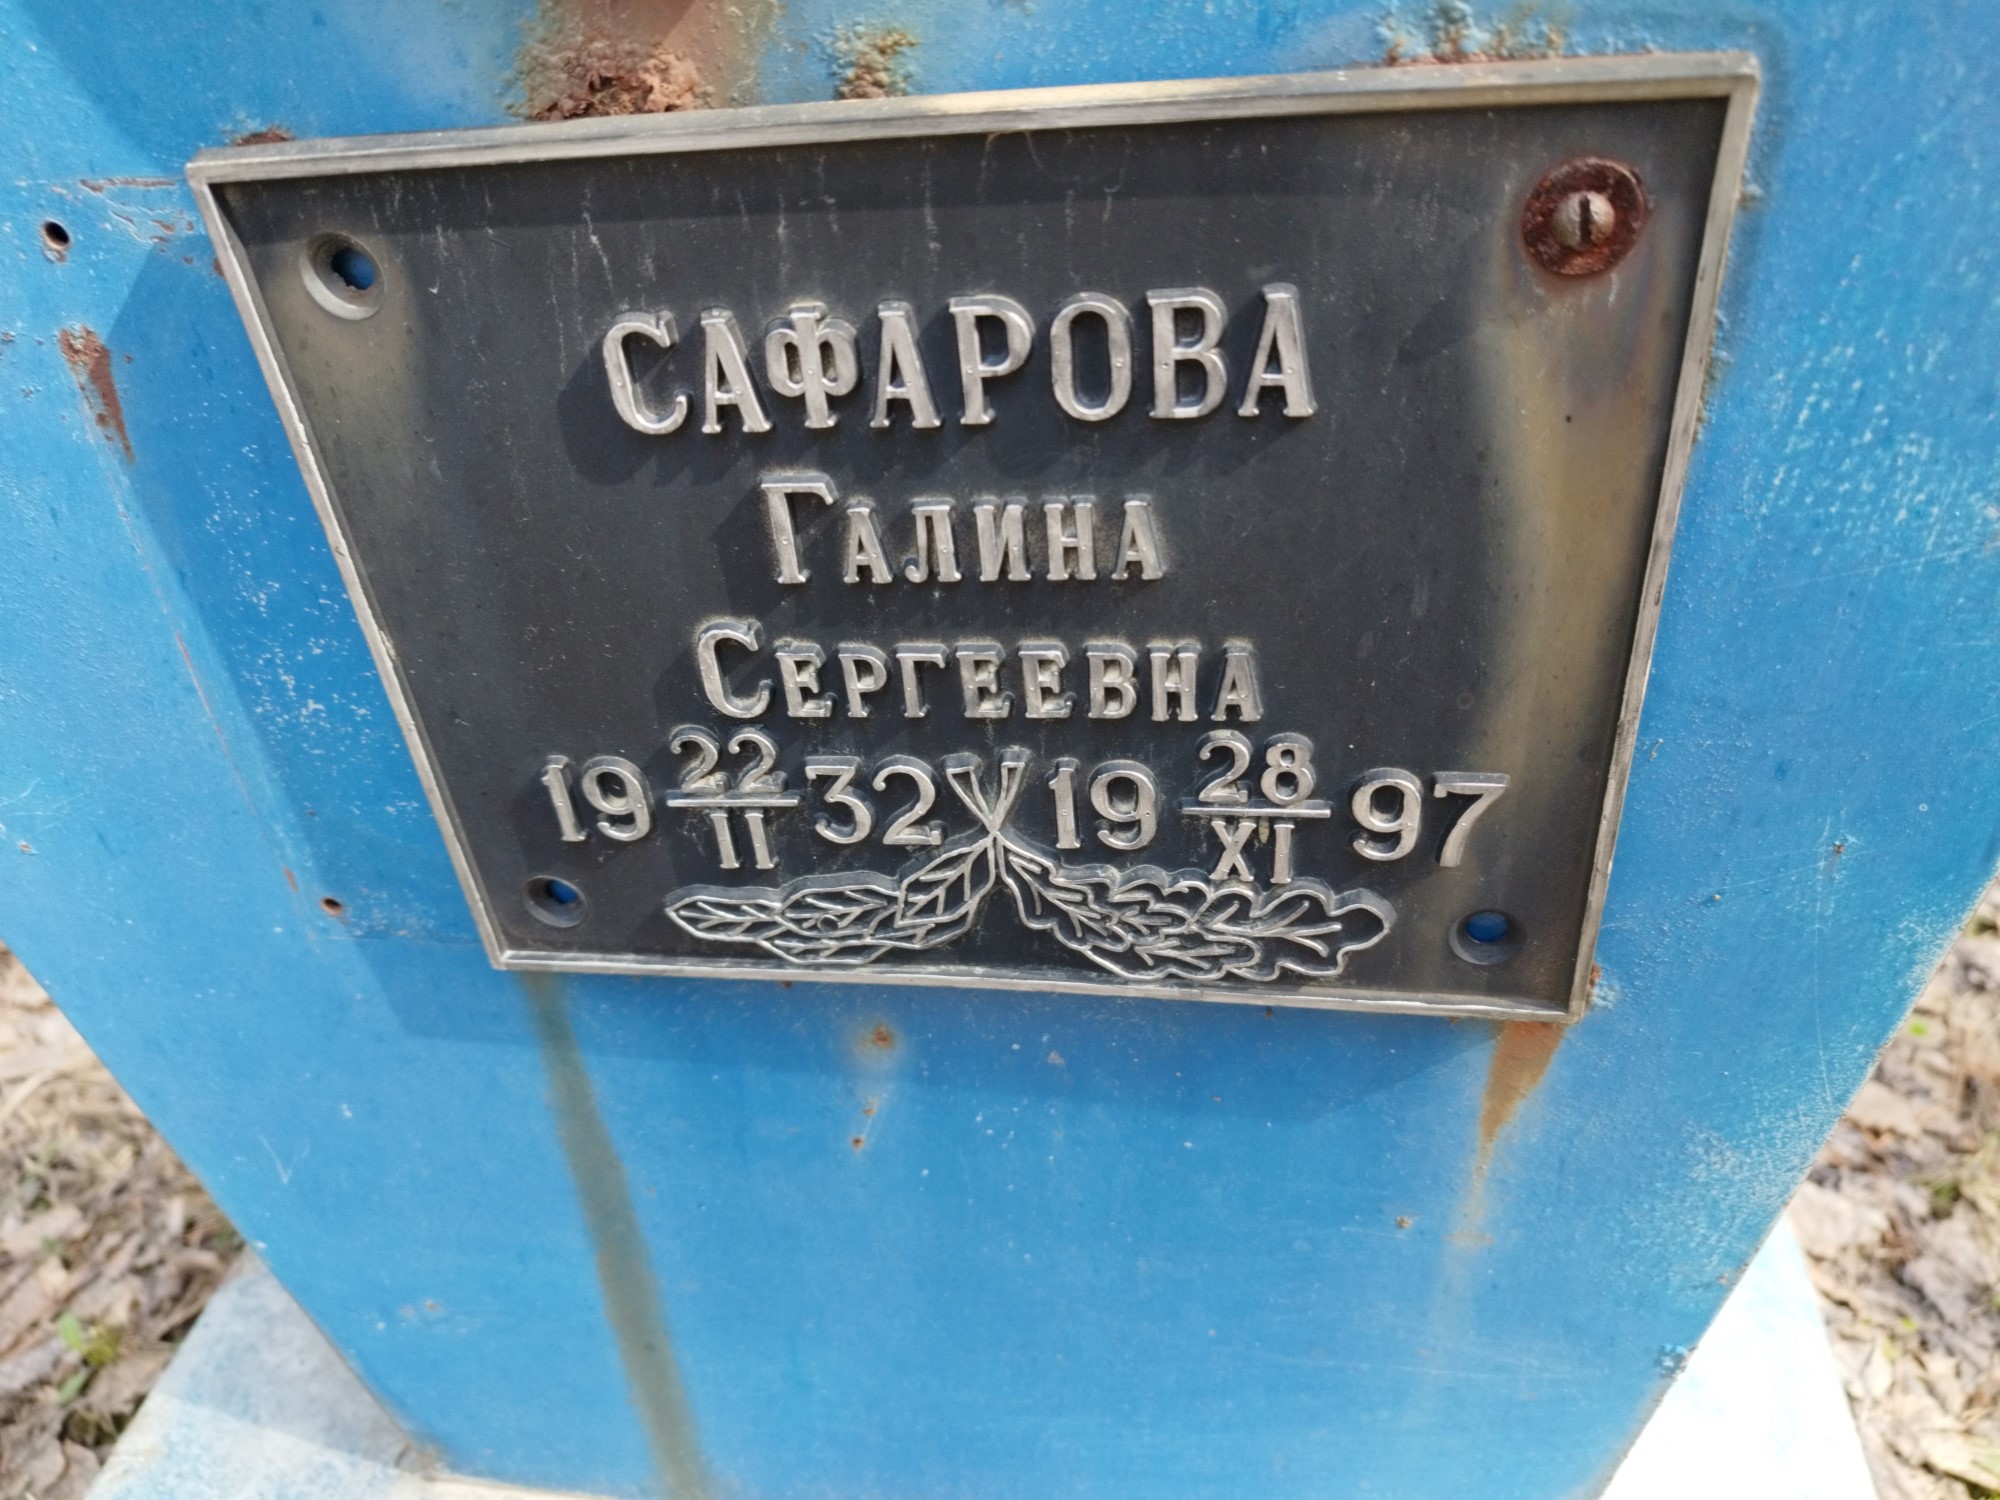 САФАРОВА
Галина
Сергеевна
19 22/II 32 19 28/XI 97